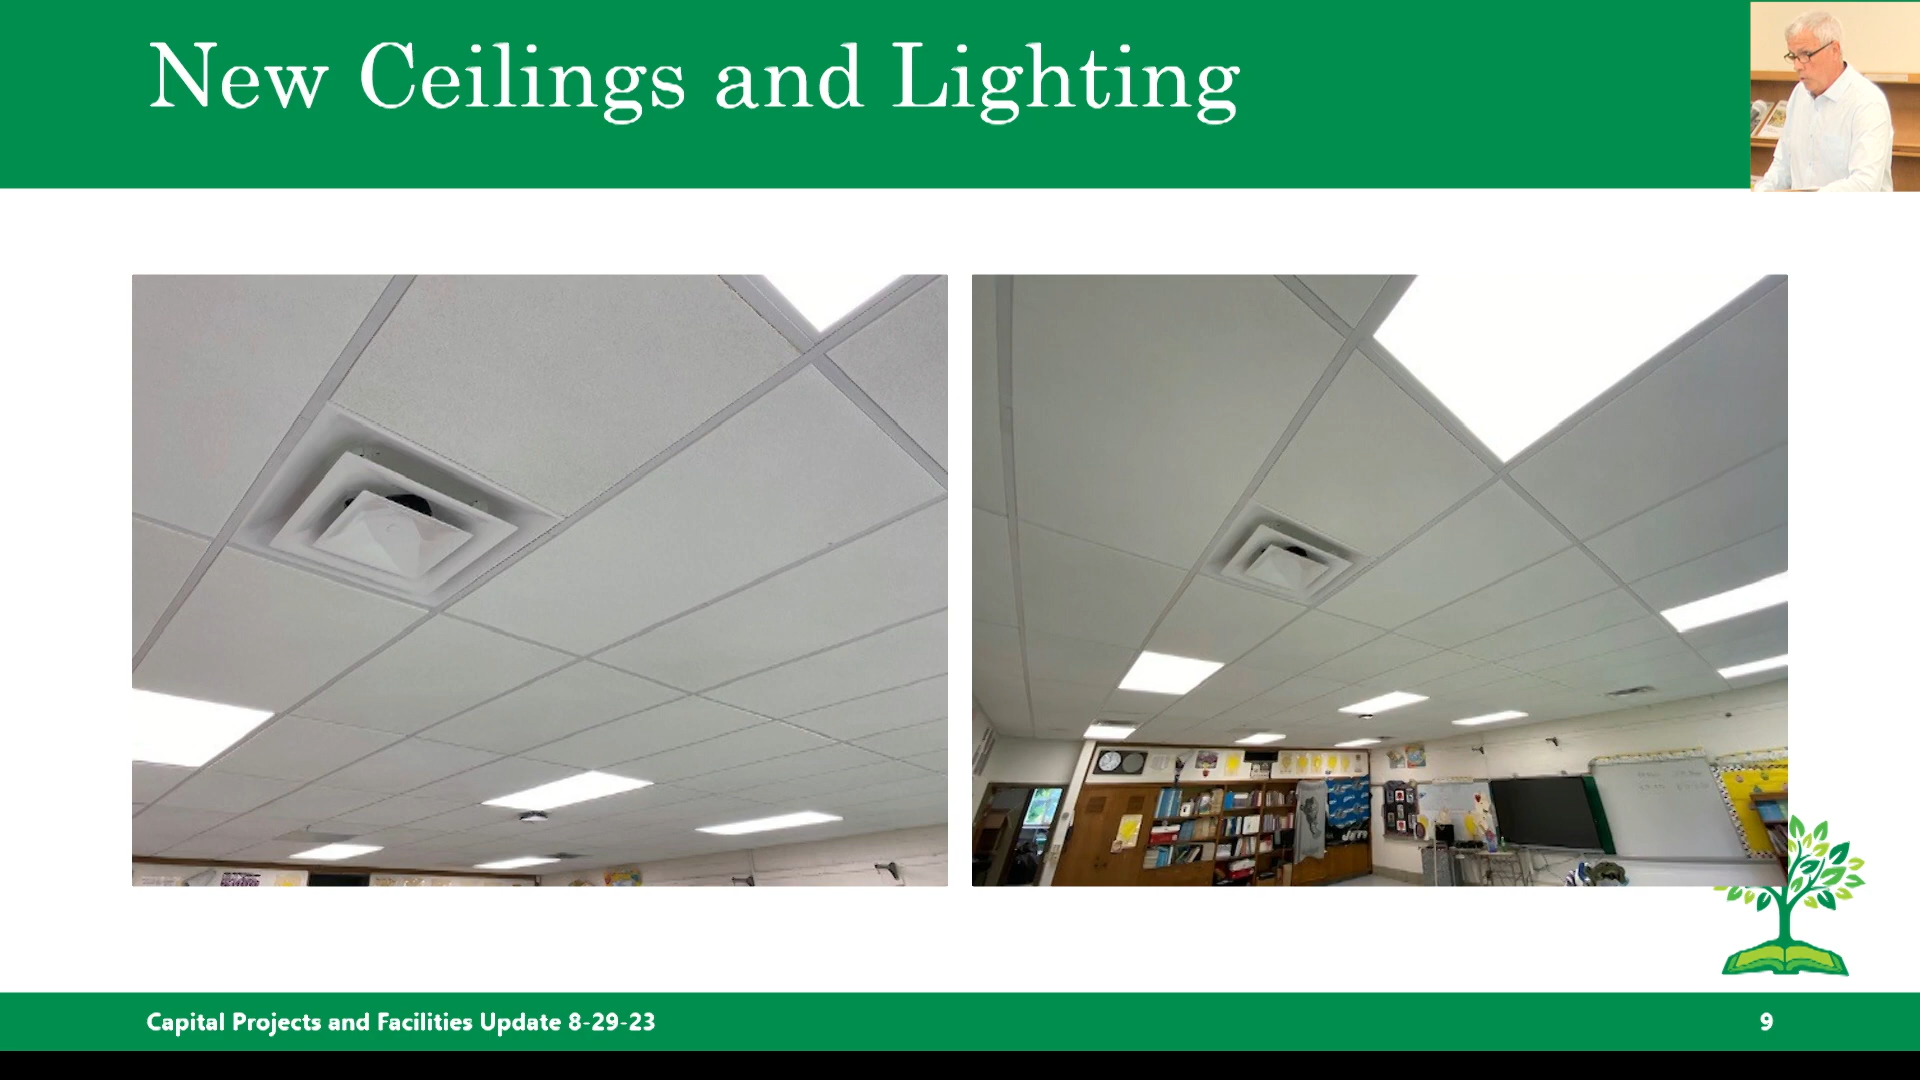 New Ceilings and Lighting
Capital Projects and Facilities Update 8-29-23
9